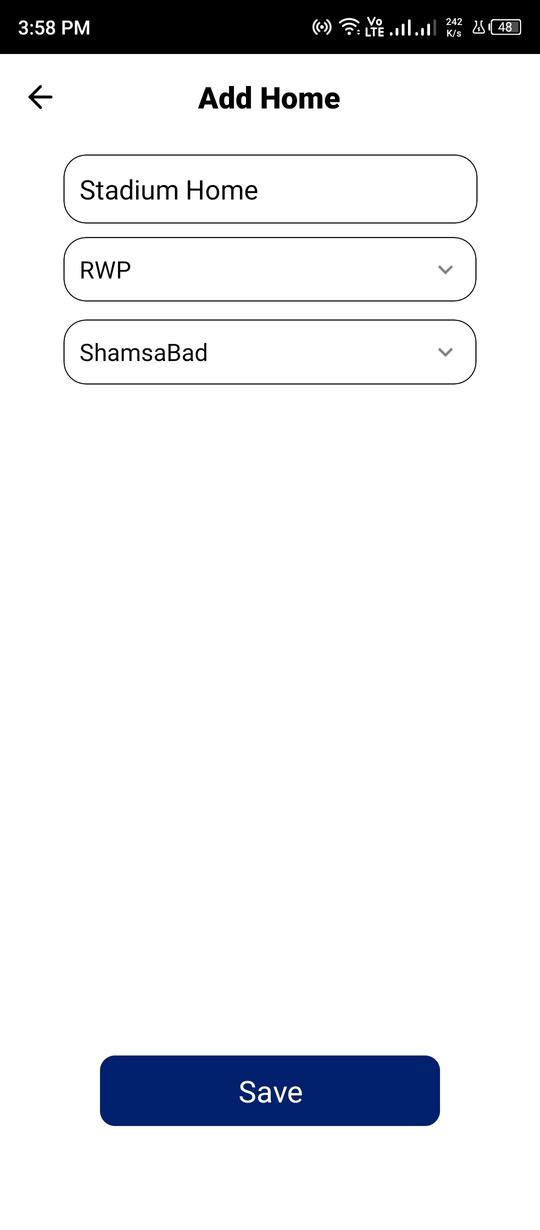 3:58 PM
Vo
LTE
242
K/s
48
Add Home
Stadium Home
RWP
ShamsaBad
Save